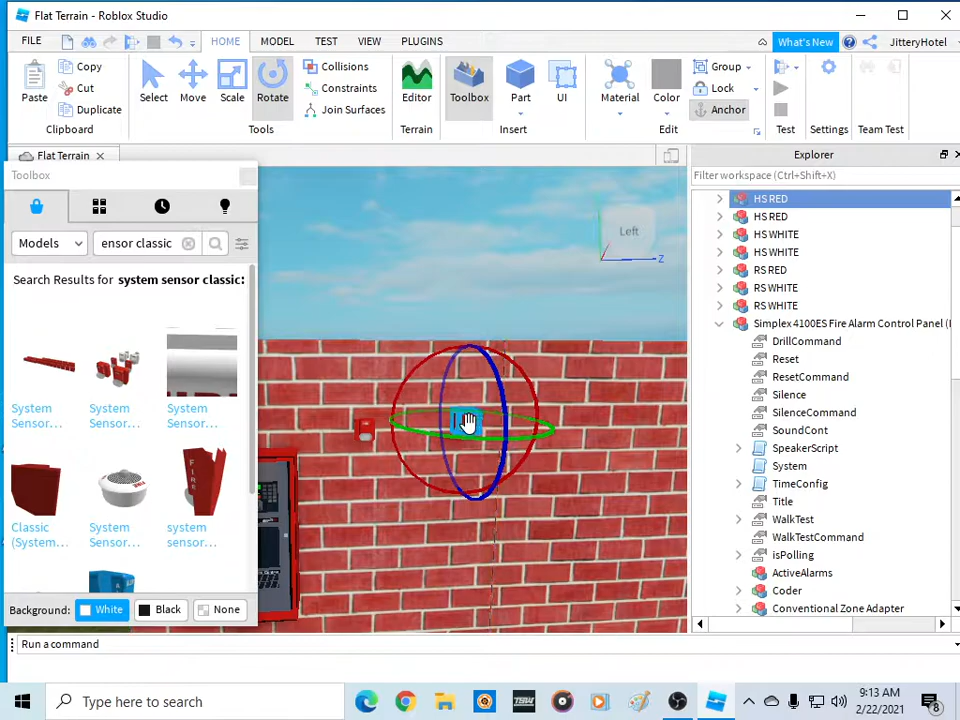 Flat Terrain - Roblox Studio
FILE HOME MODEL TEST VIEW PLUGINS What's New JitteryHotel
Copy
Cut
Duplicate
Paste
Clipboard
Select Move Scale Rotate
Collisions
Constraints
Join Surfaces
Tools
Editor
Terrain
Toolbox Part UI
Insert
Material Color
Group
Lock
Anchor
Edit
Test
Settings
Team Test
Flat Terrain
Toolbox
Models ensor classic
Search Results for system sensor classic:
System Sensor...
System Sensor...
System Sensor...
Classic (System...
System Sensor...
system sensor...
Background: White Black None
Left
Z
Explorer
Filter workspace (Ctrl+Shift+X)
HS RED
HS RED
HS WHITE
HS WHITE
RS RED
RS WHITE
RS WHITE
Simplex 4100ES Fire Alarm Control Panel (
DrillCommand
Reset
ResetCommand
Silence
SilenceCommand
SoundCont
SpeakerScript
System
TimeConfig
Title
WalkTest
WalkTestCommand
isPolling
ActiveAlarms
Coder
Conventional Zone Adapter
Run a command
Type here to search
TSW
9:13 AM
2/22/2021
8